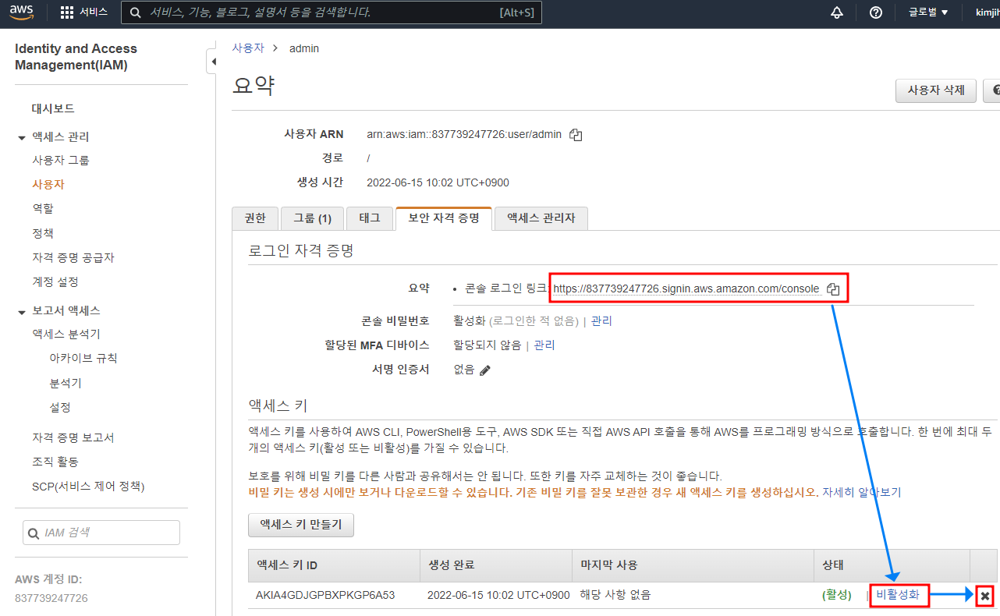 aws
서비스
서비스, 기능, 블로그, 설명서 등을 검색합니다.
[Alt+S]
글로벌 ▼
kimjih
Identity and Access
Management(IAM)
대시보드
액세스 관리
사용자 그룹
사용자
역할
정책
자격 증명 공급자
계정 설정
보고서 액세스
액세스 분석기
아카이브 규칙
분석기
설정
자격 증명 보고서
조직 활동
SCP(서비스 제어 정책)
IAM 검색
AWS 계정 ID:
837739247726
사용자 > admin
요약
사용자 삭제
사용자 ARN arn:aws:iam::837739247726:user/admin
경로 /
생성 시간 2022-06-15 10:02 UTC+0900
권한 그룹 (1) 태그 보안 자격 증명 액세스 관리자
로그인 자격 증명
요약 • 콘솔 로그인 링크: https://837739247726.signin.aws.amazon.com/console
콘솔 비밀번호 활성화 (로그인한 적 없음) | 관리
할당된 MFA 디바이스 할당되지 않음 | 관리
서명 인증서 없음
액세스 키
액세스 키를 사용하여 AWS CLI, PowerShell용 도구, AWS SDK 또는 직접 AWS API 호출을 통해 AWS를 프로그래밍 방식으로 호출합니다. 한 번에 최대 두
개의 액세스 키(활성 또는 비활성)를 가질 수 있습니다.
보호를 위해 비밀 키를 다른 사람과 공유해서는 안 됩니다. 또한 키를 자주 교체하는 것이 좋습니다.
비밀 키는 생성 시에만 보거나 다운로드할 수 있습니다. 기존 비밀 키를 잘못 보관한 경우 새 액세스 키를 생성하십시오. 자세히 알아보기
액세스 키 만들기
액세스 키 ID 생성 완료 마지막 사용 상태
AKIA4GDJGPBXPKGP6A53 2022-06-15 10:02 UTC+0900 해당 사항 없음 (활성) | 비활성화